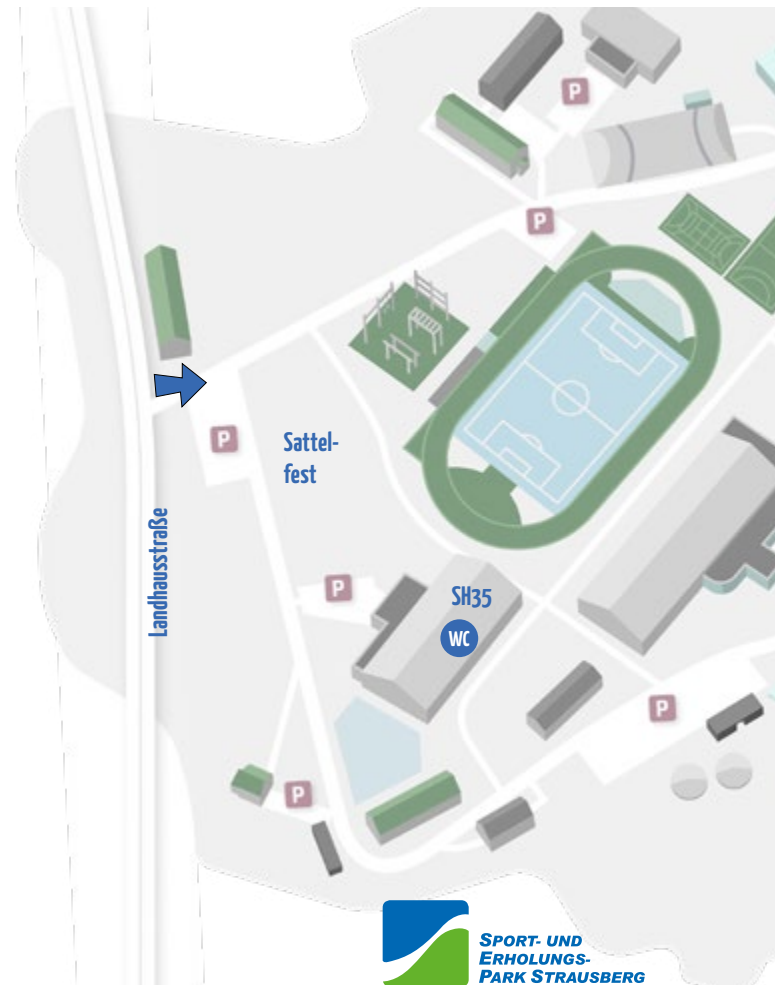 P
P
Sattel-
fest
P
Landhausstraße
P
SH35
WC
P
P
SPORT- UND
ERHOLUNGS-
PARK STRAUSBERG